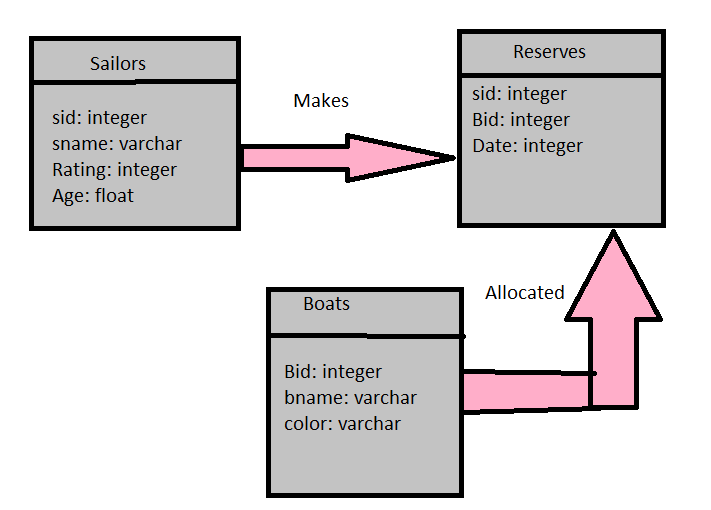 Sailors
sid: integer
sname: varchar
Rating: integer
Age: float
Makes
Reserves
sid: integer
Bid: integer
Date: integer
Boats
Bid: integer
bname: varchar
color: varchar
Allocated